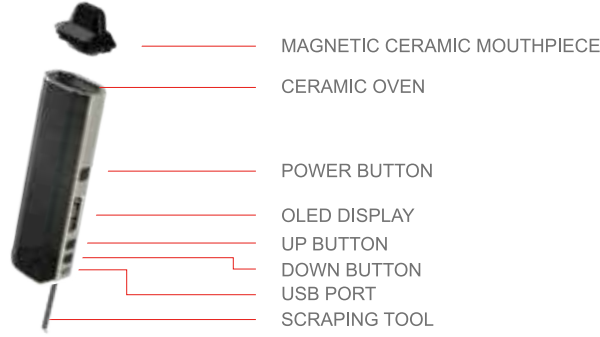 MAGNETIC CERAMIC MOUTHPIECE
CERAMIC OVEN
POWER BUTTON
OLED DISPLAY
UP BUTTON
DOWN BUTTON
USB PORT
SCRAPING TOOL